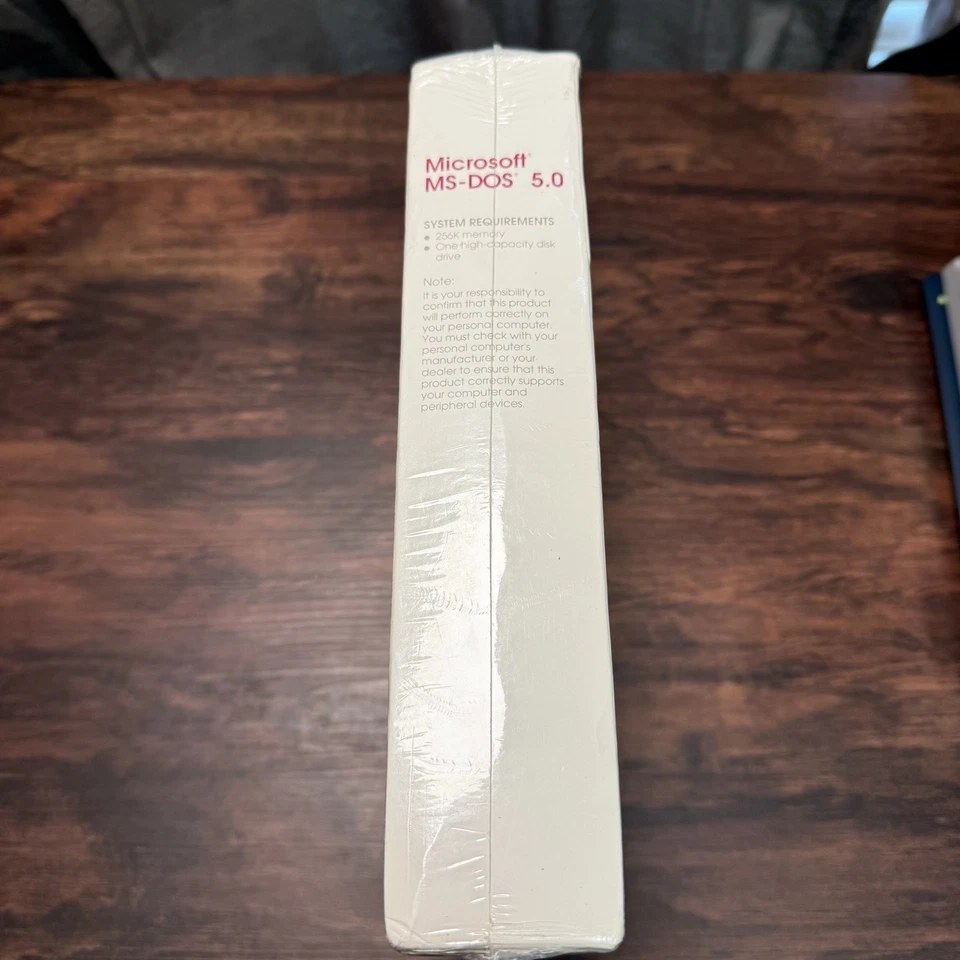 Microsoft®
MS-DOS® 5.0
SYSTEM REQUIREMENTS
● 256K memory
● One high-capacity disk
drive
Note:
It is your responsibility to
confirm that this product
will perform correctly on
your personal computer.
You must check with your
personal computer's
manufacturer or your
dealer to ensure that this
product correctly supports
your computer and
peripheral devices.